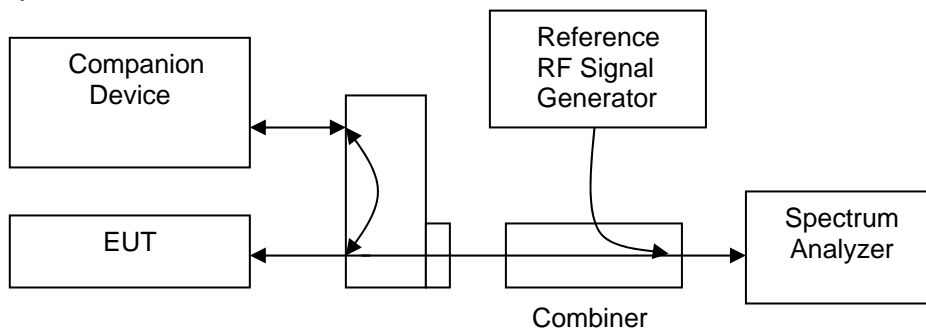 Companion
Device
Reference
RF Signal
Generator
EUT
Spectrum
Analyzer
Combiner